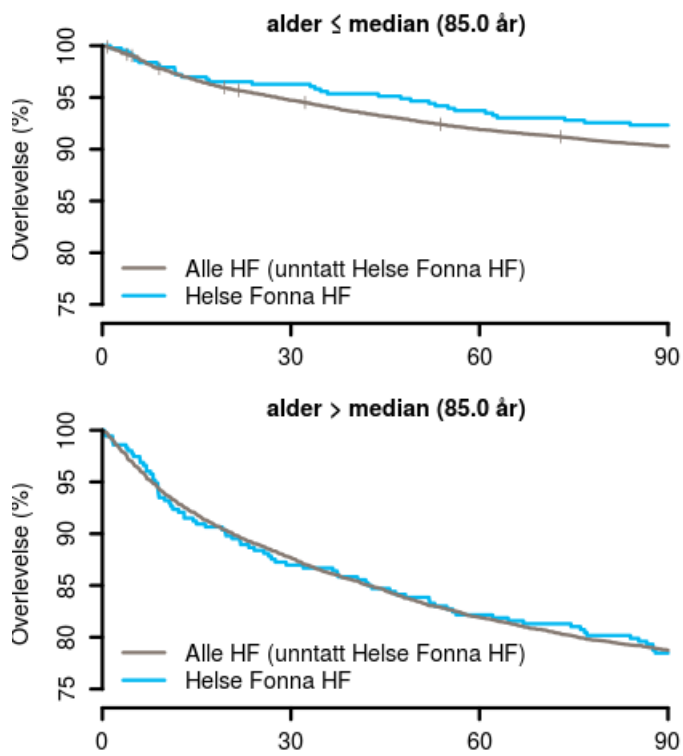 alder ≤ median (85.0 år)
Overlevelse (%)
100
95
90
85
80
75
Alle HF (unntatt Helse Fonna HF)
Helse Fonna HF
0 30 60 90
alder > median (85.0 år)
Overlevelse (%)
100
95
90
85
80
75
Alle HF (unntatt Helse Fonna HF)
Helse Fonna HF
0 30 60 90